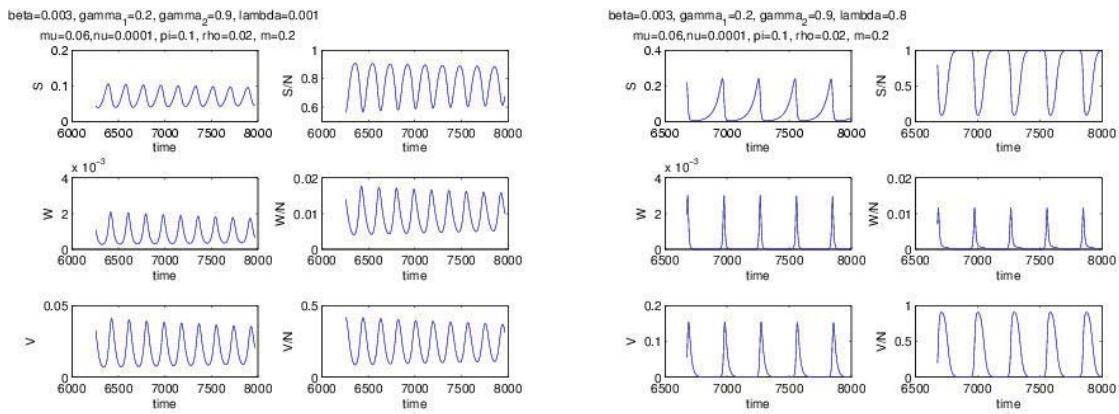 beta=0.003, gamma1=0.2, gamma2=0.9, lambda=0.001
mu=0.06,nu=0.0001, pi=0.1, rho=0.02, m=0.2
0.2
0.1
0
S
6000 6500 7000 7500 8000
time
1
0.8
0.6
S/N
6000 6500 7000 7500 8000
time
x 10^-3
4
2
0
W
6000 6500 7000 7500 8000
time
0.02
0.01
0
W/N
6000 6500 7000 7500 8000
time
0.05
0
V
6000 6500 7000 7500 8000
time
0.5
0
V/N
6000 6500 7000 7500 8000
time
beta=0.003, gamma1=0.2, gamma2=0.9, lambda=0.8
mu=0.06,nu=0.0001, pi=0.1, rho=0.02, m=0.2
0.4
0.2
0
S
6500 7000 7500 8000
time
1
0.5
0
S/N
6500 7000 7500 8000
time
x 10^-3
4
2
0
W
6500 7000 7500 8000
time
0.02
0.01
0
W/N
6500 7000 7500 8000
time
0.2
0.1
0
V
6500 7000 7500 8000
time
1
0.5
0
V/N
6500 7000 7500 8000
time